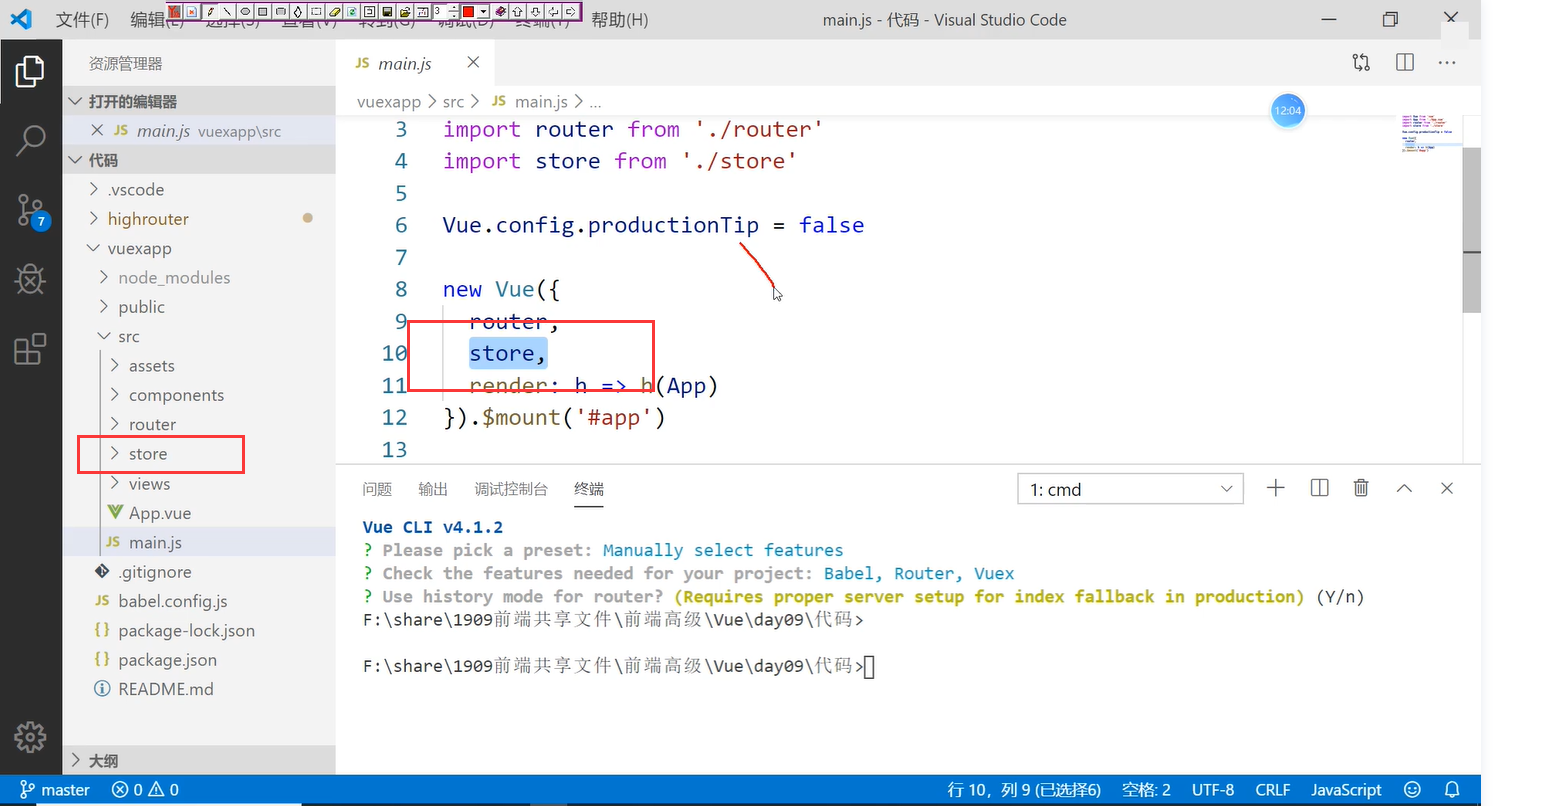 文件(F) 编辑(E) 选择(S) 查看(V) 转到(G) 调试(D) 终端(T) 帮助(H)
main.js - 代码 - Visual Studio Code
3
资源管理器
JS main.js
打开的编辑器
JS main.js vuexapp\src
代码
.vscode
highrouter
vuexapp
node_modules
public
src
assets
components
router
store
views
App.vue
JS main.js
.gitignore
JS babel.config.js
{} package-lock.json
{} package.json
README.md
大纲
7
vuexapp > src > JS main.js > ...
12:04
3 import router from './router'
4 import store from './store'
5
6 Vue.config.productionTip = false
7
8 new Vue({
9 router,
10 store,
11 render: h => h(App)
12 }).$mount('#app')
13
问题 输出 调试控制台 终端
1: cmd
Vue CLI v4.1.2
? Please pick a preset: Manually select features
? Check the features needed for your project: Babel, Router, Vuex
? Use history mode for router? (Requires proper server setup for index fallback in production) (Y/n)
F:\share\1909前端共享文件\前端高级\Vue\day09\代码>
F:\share\1909前端共享文件\前端高级\Vue\day09\代码>
master 0 0
行 10，列 9 (已选择6) 空格: 2 UTF-8 CRLF JavaScript